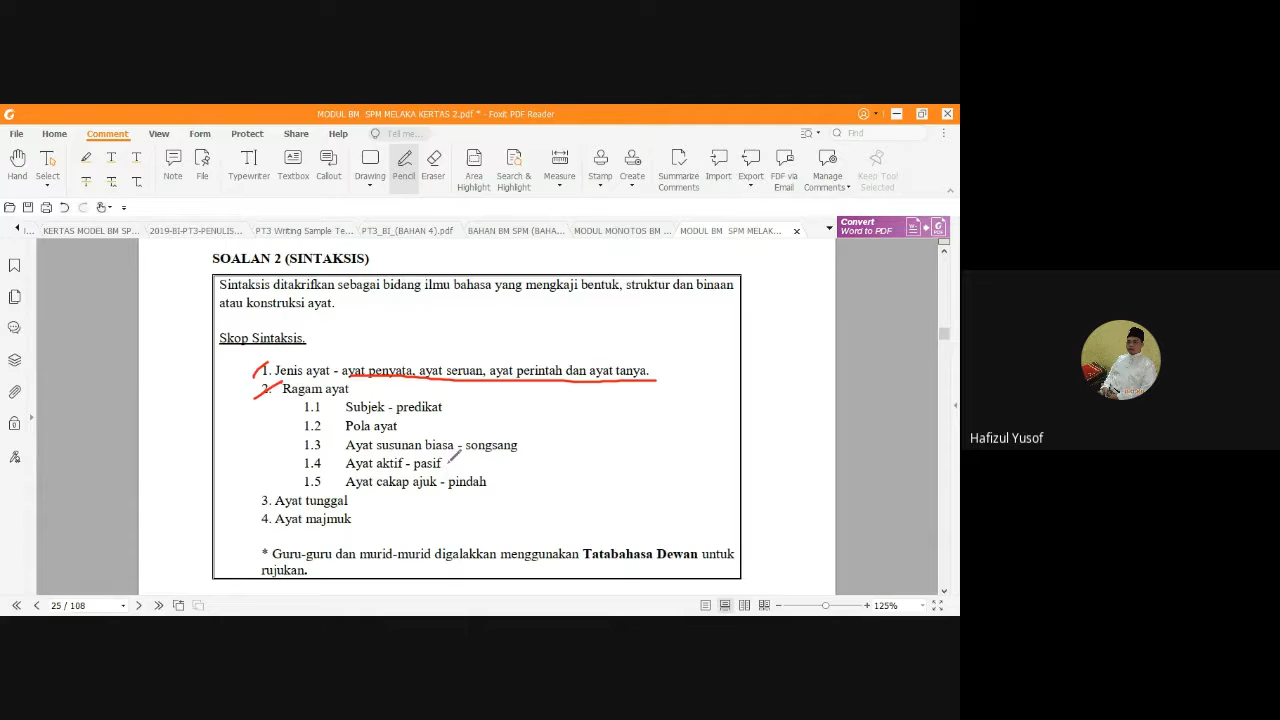 MODUL BM SPM MELAKA KERTAS 2.pdf * - Foxit PDF Reader
File Home Comment View Form Protect Share Help Tell me... Find
Hand Select Note File Typewriter Textbox Callout Drawing Pencil Eraser Area Highlight Search & Highlight Measure Stamp Create Summarize Comments Import Export FDF via Email Manage Comments Keep Tool Selected
I... KERTAS MODEL BM SP... 2019-BI-PT3-PENULIS... PT3 Writing Sample Te... PT3_BI_(BAHAN 4).pdf BAHAN BM SPM (BAHA... MODUL MONOTOS BM ... MODUL BM SPM MELAK...
Convert
Word to PDF
SOALAN 2 (SINTAKSIS)
Sintaksis ditakrifkan sebagai bidang ilmu bahasa yang mengkaji bentuk, struktur dan binaan
atau konstruksi ayat.
Skop Sintaksis.
1. Jenis ayat - ayat penyata, ayat seruan, ayat perintah dan ayat tanya.
2. Ragam ayat
1.1 Subjek - predikat
1.2 Pola ayat
1.3 Ayat susunan biasa - songsang
1.4 Ayat aktif - pasif
1.5 Ayat cakap ajuk - pindah
3. Ayat tunggal
4. Ayat majmuk
* Guru-guru dan murid-murid digalakkan menggunakan Tatabahasa Dewan untuk
rujukan.
25 / 108
125%
Hafizul Yusof